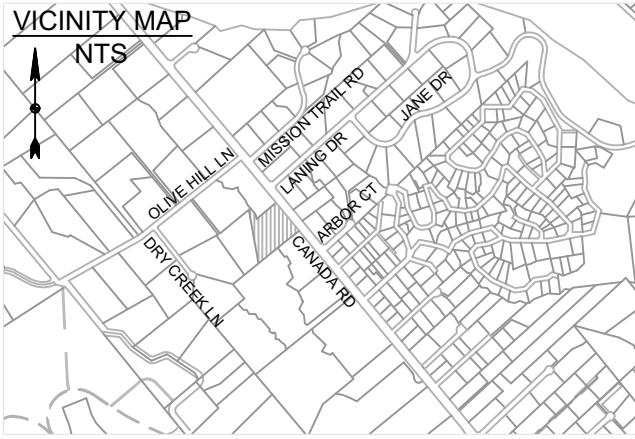 VICINITY MAP
NTS
MISSION TRAIL RD
JANE DR
LANING DR
OLIVE HILL LN
ARBOR CT
CANADA RD
DRY CREEK LN